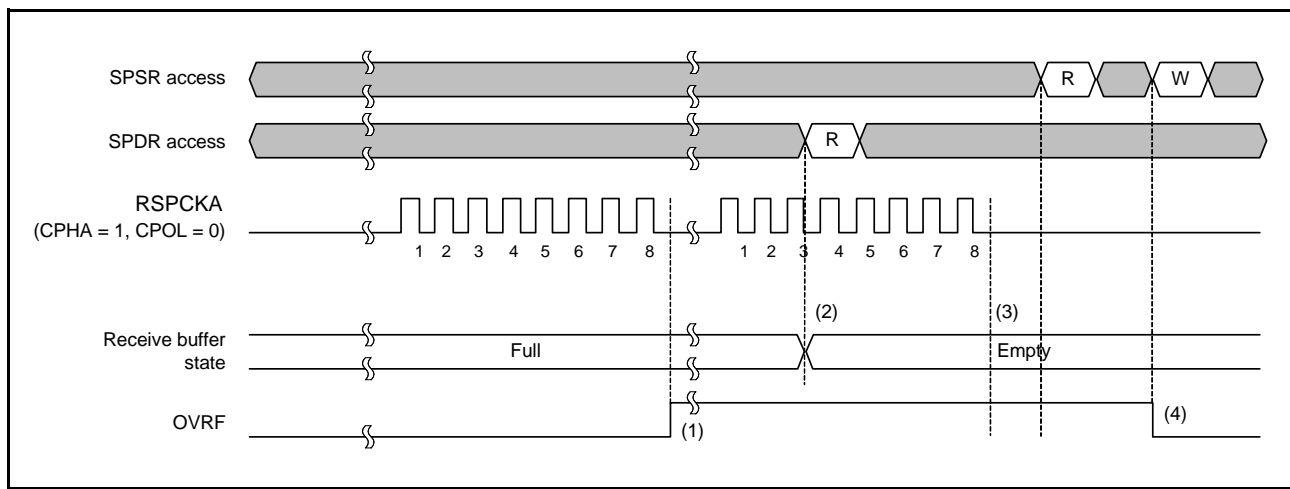 SPSR access
R
W
SPDR access
R
RSPCKA
(CPHA = 1, CPOL = 0)
1 2 3 4 5 6 7 8 1 2 3 4 5 6 7 8
(2) (3)
Receive buffer
state
Full Empty
OVRF
(1) (4)